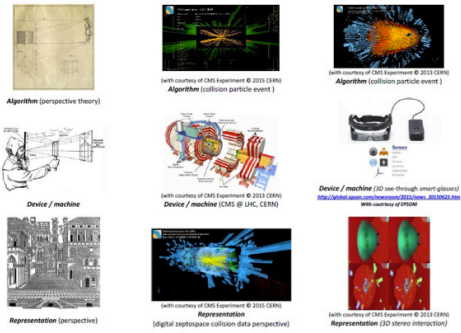 Algorithm (perspective theory)
(with courtesy of CMS Experiment © 2015 CERN)
Algorithm (collision particle event )
(with courtesy of CMS Experiment © 2013 CERN)
Algorithm (collision particle event )
Device / machine
(with courtesy of CMS Experiment © 2013 CERN)
Device / machine (CMS @ LHC, CERN)
Sensors
Device / machine (3D see-through smart-glasses)
With courtesy of EPSON!
Representation (perspective)
(with courtesy of CMS Experiment © 2015 CERN)
Representation
(digital zeptospace collision data perspective)
(with courtesy of CMS Experiment © 2013 CERN)
Representation (3D stereo interaction)